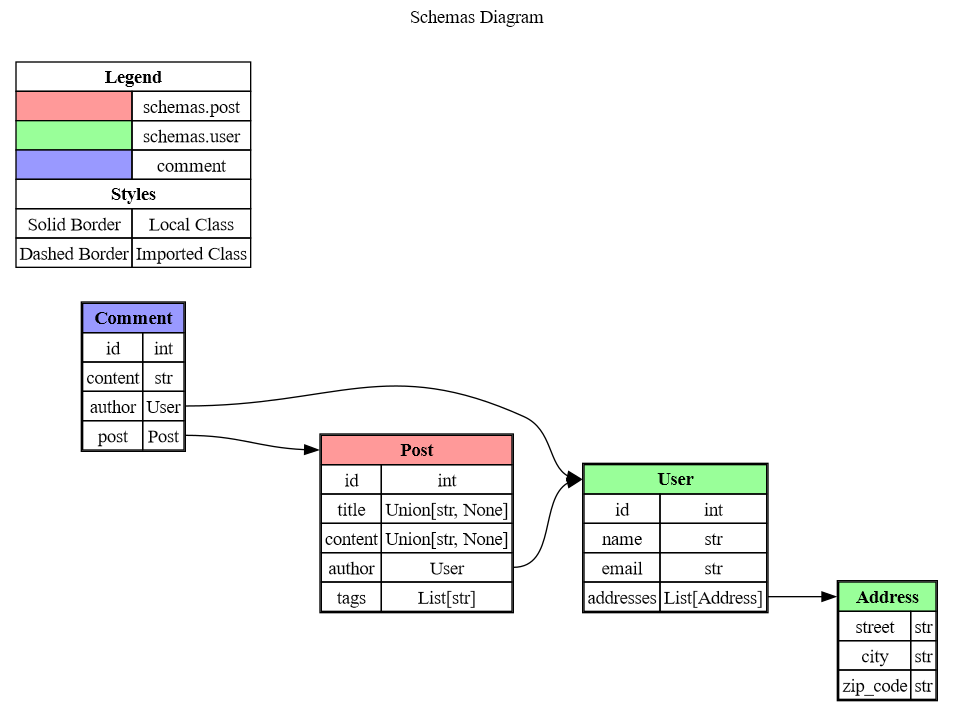 Schemas Diagram
Legend
schemas.post
schemas.user
comment
Styles
Solid Border Local Class
Dashed Border Imported Class
Comment
id int
content str
author User
post Post
Post
id int
title Union[str, None]
content Union[str, None]
author User
tags List[str]
User
id int
name str
email str
addresses List[Address]
Address
street str
city str
zip_code str